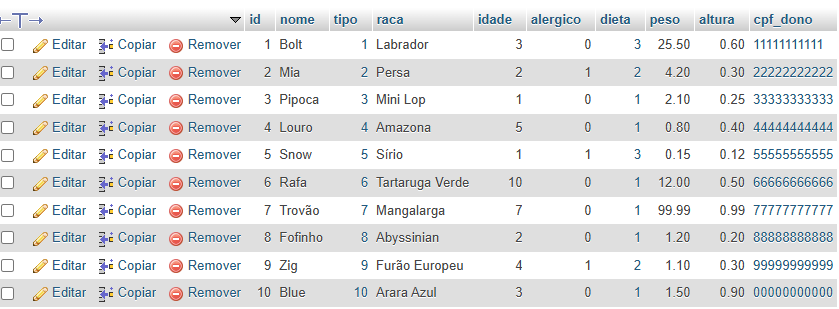 id nome tipo raca idade alergico dieta peso altura cpf_dono
Editar Copiar Remover 1 Bolt 1 Labrador 3 0 3 25.50 0.60 11111111111
Editar Copiar Remover 2 Mia 2 Persa 2 1 2 4.20 0.30 22222222222
Editar Copiar Remover 3 Pipoca 3 Mini Lop 1 0 1 2.10 0.25 33333333333
Editar Copiar Remover 4 Louro 4 Amazona 5 0 1 0.80 0.40 44444444444
Editar Copiar Remover 5 Snow 5 Sírio 1 1 3 0.15 0.12 55555555555
Editar Copiar Remover 6 Rafa 6 Tartaruga Verde 10 0 1 12.00 0.50 66666666666
Editar Copiar Remover 7 Trovão 7 Mangalarga 7 0 1 99.99 0.99 77777777777
Editar Copiar Remover 8 Fofinho 8 Abyssinian 2 0 1 1.20 0.20 88888888888
Editar Copiar Remover 9 Zig 9 Furão Europeu 4 1 2 1.10 0.30 99999999999
Editar Copiar Remover 10 Blue 10 Arara Azul 3 0 1 1.50 0.90 00000000000